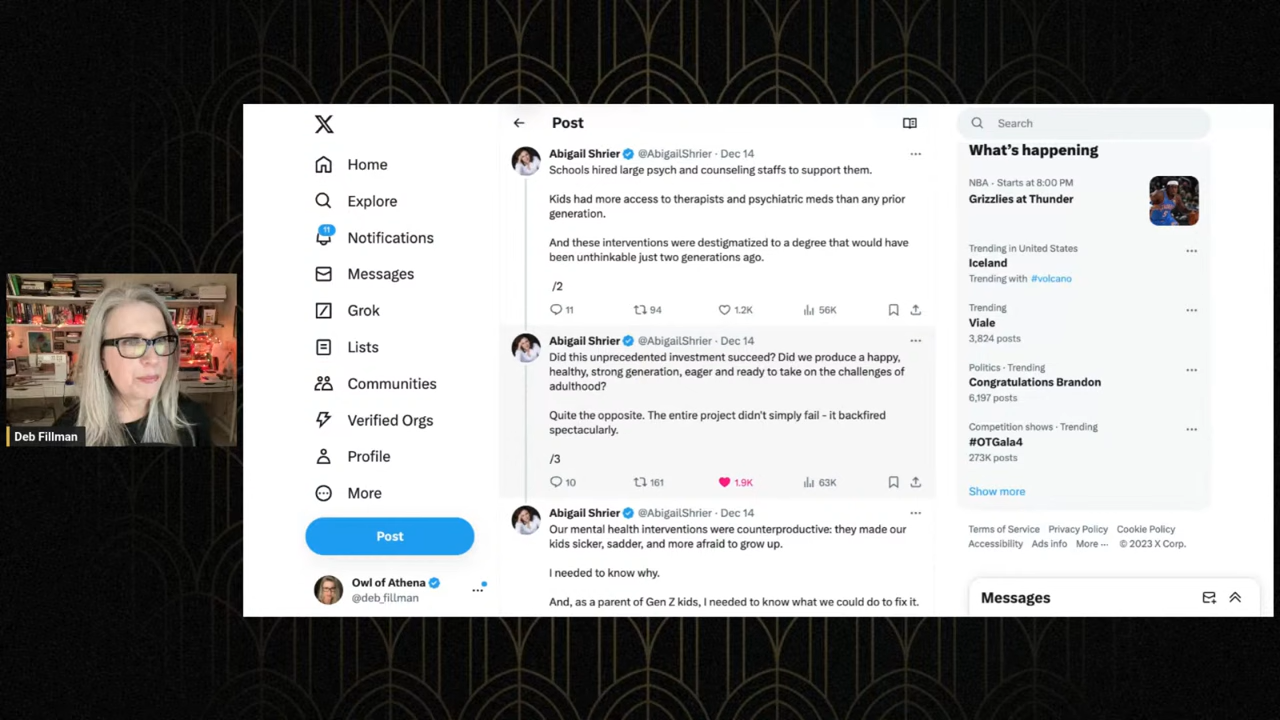 Deb Fillman
Home
Explore
11
Notifications
Messages
Grok
Lists
Communities
Verified Orgs
Profile
More
Post
Owl of Athena
@deb_fillman
Post
Abigail Shrier @AbigailShrier · Dec 14
Schools hired large psych and counseling staffs to support them.
Kids had more access to therapists and psychiatric meds than any prior
generation.
And these interventions were destigmatized to a degree that would have
been unthinkable just two generations ago.
/2
11 94 1.2K 56K
Abigail Shrier @AbigailShrier · Dec 14
Did this unprecedented investment succeed? Did we produce a happy,
healthy, strong generation, eager and ready to take on the challenges of
adulthood?
Quite the opposite. The entire project didn't simply fail - it backfired
spectacularly.
/3
10 161 1.9K 63K
Abigail Shrier @AbigailShrier · Dec 14
Our mental health interventions were counterproductive: they made our
kids sicker, sadder, and more afraid to grow up.
I needed to know why.
And, as a parent of Gen Z kids, I needed to know what we could do to fix it.
Search
What's happening
NBA · Starts at 8:00 PM
Grizzlies at Thunder
Trending in United States
Iceland
Trending with #volcano
Trending
Viale
3,824 posts
Politics · Trending
Congratulations Brandon
6,197 posts
Competition shows · Trending
#OTGala4
273K posts
Show more
Terms of Service Privacy Policy Cookie Policy
Accessibility Ads info More ··· © 2023 X Corp.
Messages